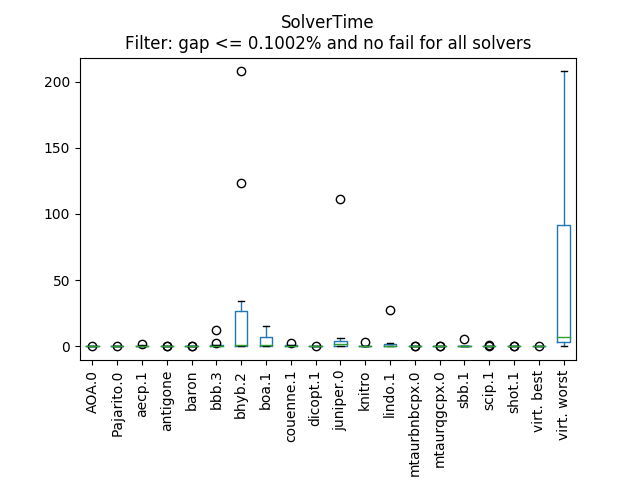 SolverTime
Filter: gap <= 0.1002% and no fail for all solvers
200
150
100
50
0
AOA.0
Pajarito.0
aecp.1
antigone
baron
bbb.3
bhyb.2
boa.1
couenne.1
dicopt.1
juniper.0
knitro
lindo.1
mtaurbnbcpx.0
mtaurqgcpx.0
sbb.1
scip.1
shot.1
virt. best
virt. worst